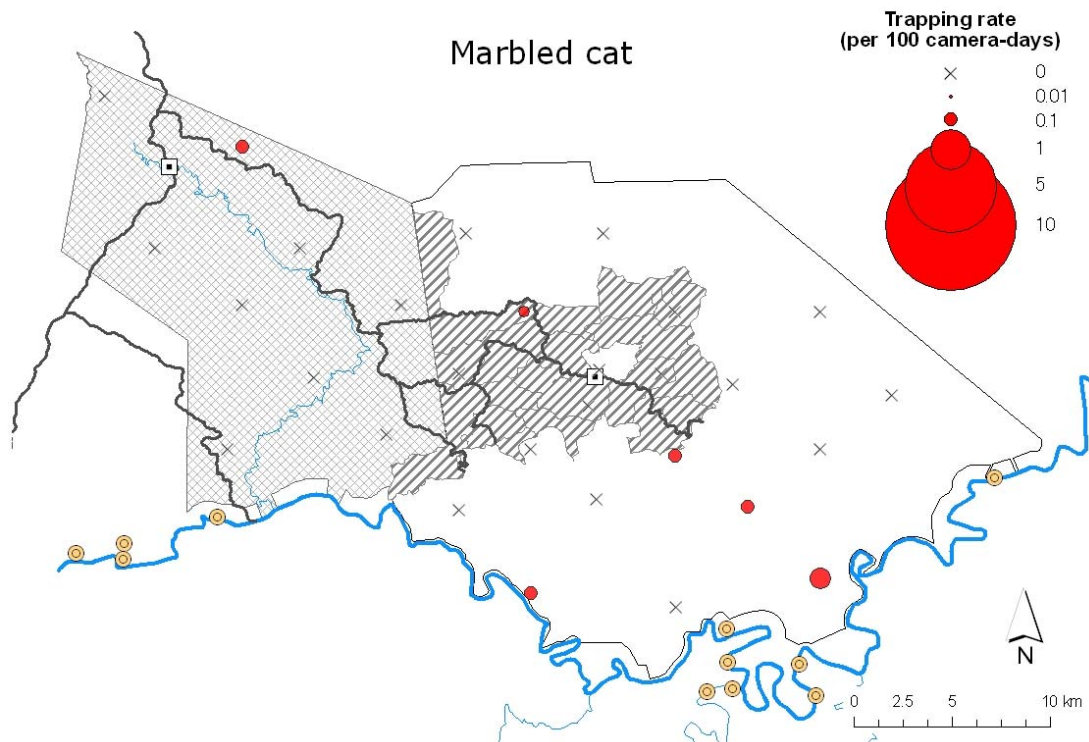 Marbled cat
Trapping rate
(per 100 camera-days)
0
0.01
0.1
1
5
10
N
0 2.5 5 10 km